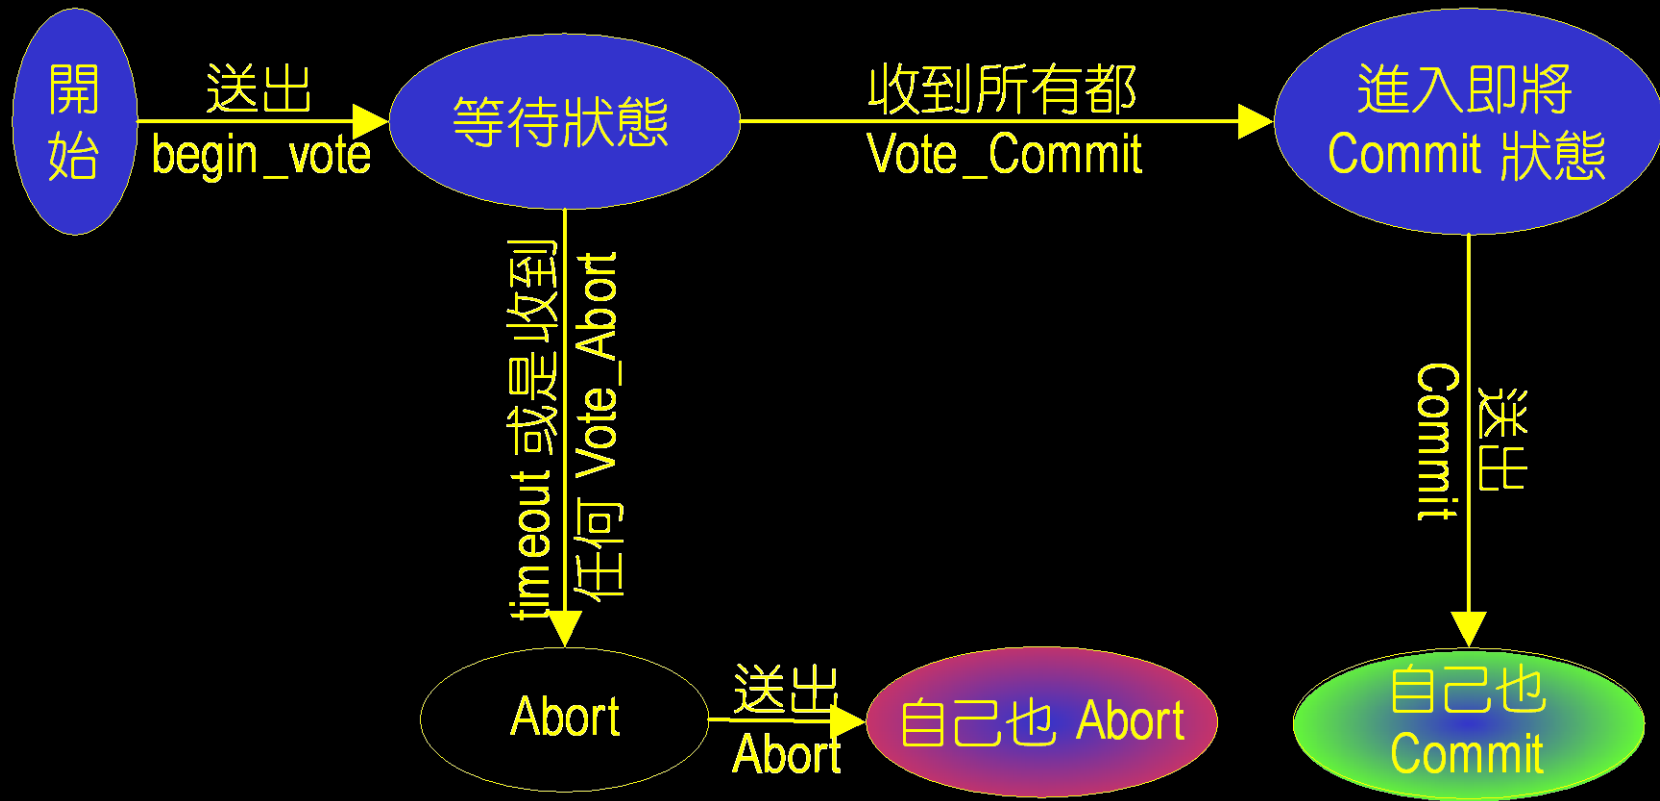 開
始
送出
begin_vote
等待狀態
收到所有都
Vote_Commit
進入即將
Commit 狀態
timeout 或是收到
任何 Vote_Abort
送出
Commit
Abort
送出
Abort
自己也 Abort
自己也
Commit